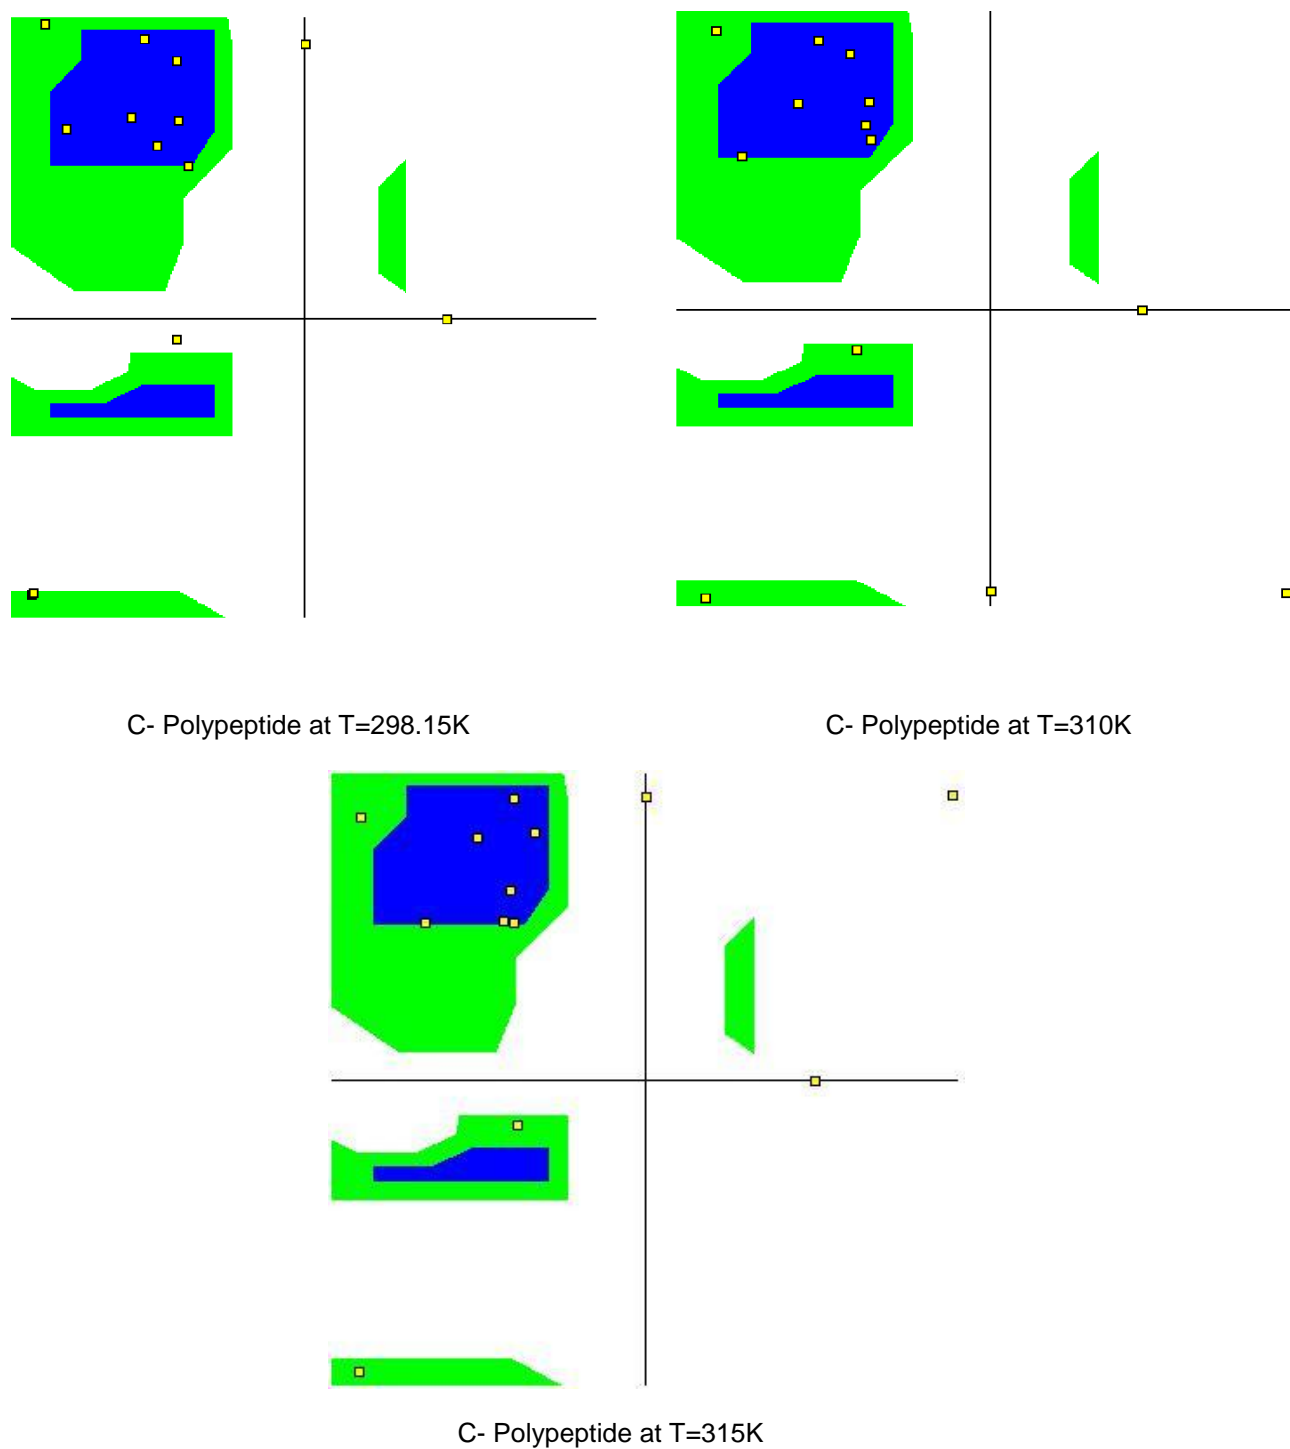 C- Polypeptide at T=298.15K
C- Polypeptide at T=310K
C- Polypeptide at T=315K